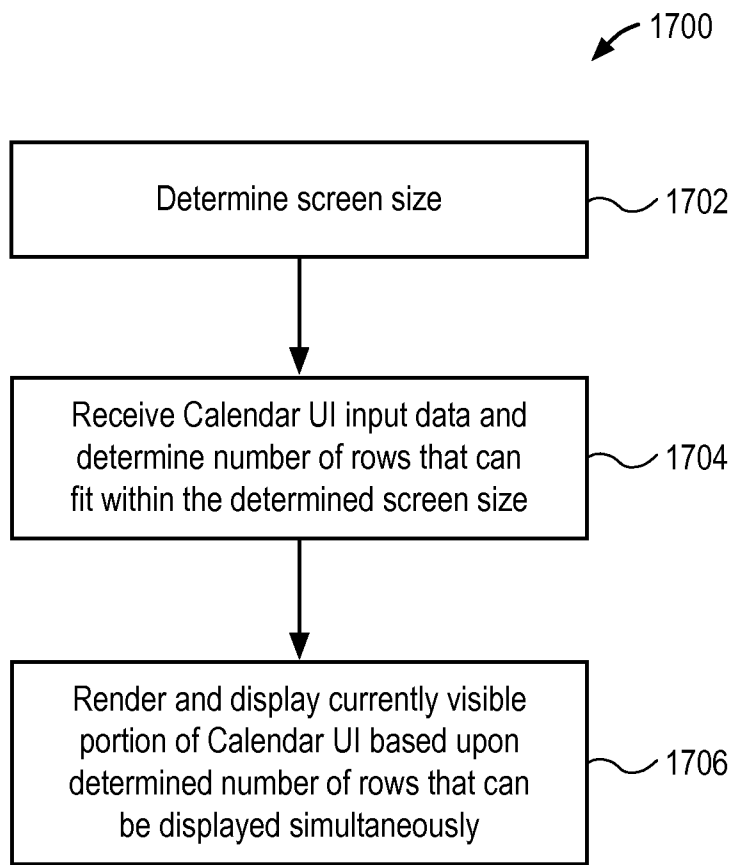 1700
Determine screen size
1702
Receive Calendar UI input data and
determine number of rows that can
fit within the determined screen size
1704
Render and display currently visible
portion of Calendar UI based upon
determined number of rows that can
be displayed simultaneously
1706